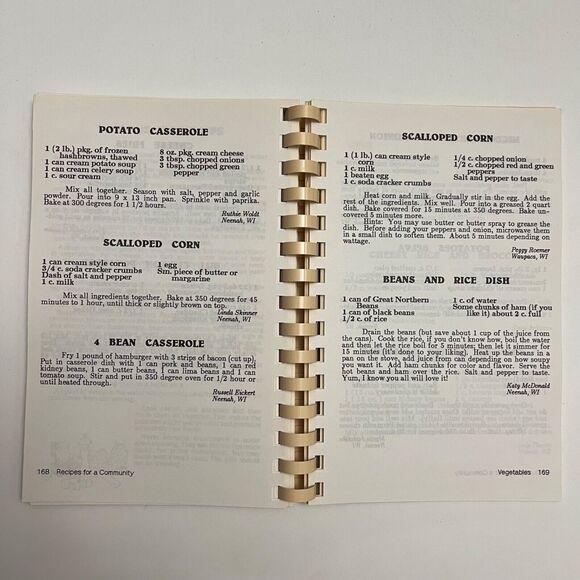 POTATO CASSEROLE
1 (2 lb.) pkg. of frozen
hashbrowns, thawed
1 can cream potato soup
1 can cream celery soup
1 c. sour cream
8 oz. pkg. cream cheese
3 tbsp. chopped onions
3 tbsp. chopped green
pepper
Mix all together. Season with salt, pepper and garlic
powder. Pour into 9 x 13 inch pan. Sprinkle with paprika.
Bake at 300 degrees for 1 1/2 hours.
Ruthie Woldt
Neenah, WI
SCALLOPED CORN
1 can cream style corn
3/4 c. soda cracker crumbs
Dash of salt and pepper
1 c. milk
1 egg
Sm. piece of butter or
margarine
Mix all ingredients together. Bake at 350 degrees for 45
minutes to 1 hour, until thick or slightly brown on top.
Linda Skinner
Neenah, WI
4 BEAN CASSEROLE
Fry 1 pound of hamburger with 3 strips of bacon (cut up).
Put in casserole dish with 1 can pork and beans, 1 can red
kidney beans, 1 can butter beans, 1 can lima beans and 1 can
tomato soup. Stir and put in 350 degree oven for 1/2 hour or
until heated through.
Russell Eickert
Neenah, WI
168 Recipes for a Community
SCALLOPED CORN
1 (1 lb.) can cream style
corn
1 c. milk
1 beaten egg
1 c. soda cracker crumbs
1/4 c. chopped onion
1/2 c. chopped red and green
peppers
Salt and pepper to taste
Heat corn and milk. Gradually stir in the egg. Add the
rest of the ingredients. Mix well. Pour into a greased 2 quart
dish. Bake covered for 15 minutes at 350 degrees. Bake un-
covered 5 minutes more.
Hint: You may use butter or butter spray to grease the
dish. Before adding your peppers and onion, microwave them
in a small dish to soften them. About 5 minutes depending on
wattage.
Peggy Roemer
Waupaca, WI
BEANS AND RICE DISH
1 can of Great Northern
Beans
1 can of black beans
1/2 c. of rice
1 c. of water
Some chunks of ham (if you
like it) about 2 c. full
Drain the beans (but save about 1 cup of the juice from
the cans). Cook the rice, if you don't know how, boil the water
and then let the rice boil for 5 minutes; then let it simmer for
15 minutes (it's done to your liking). Heat up the beans in a
pan on the stove, add juice from can depending on how soupy
you want it. Add ham chunks for color and flavor. Serve the
hot beans and ham over the rice. Salt and pepper to taste.
Yum, I know you all will love it!
Katy McDonald
Neenah, WI
Vegetables 169